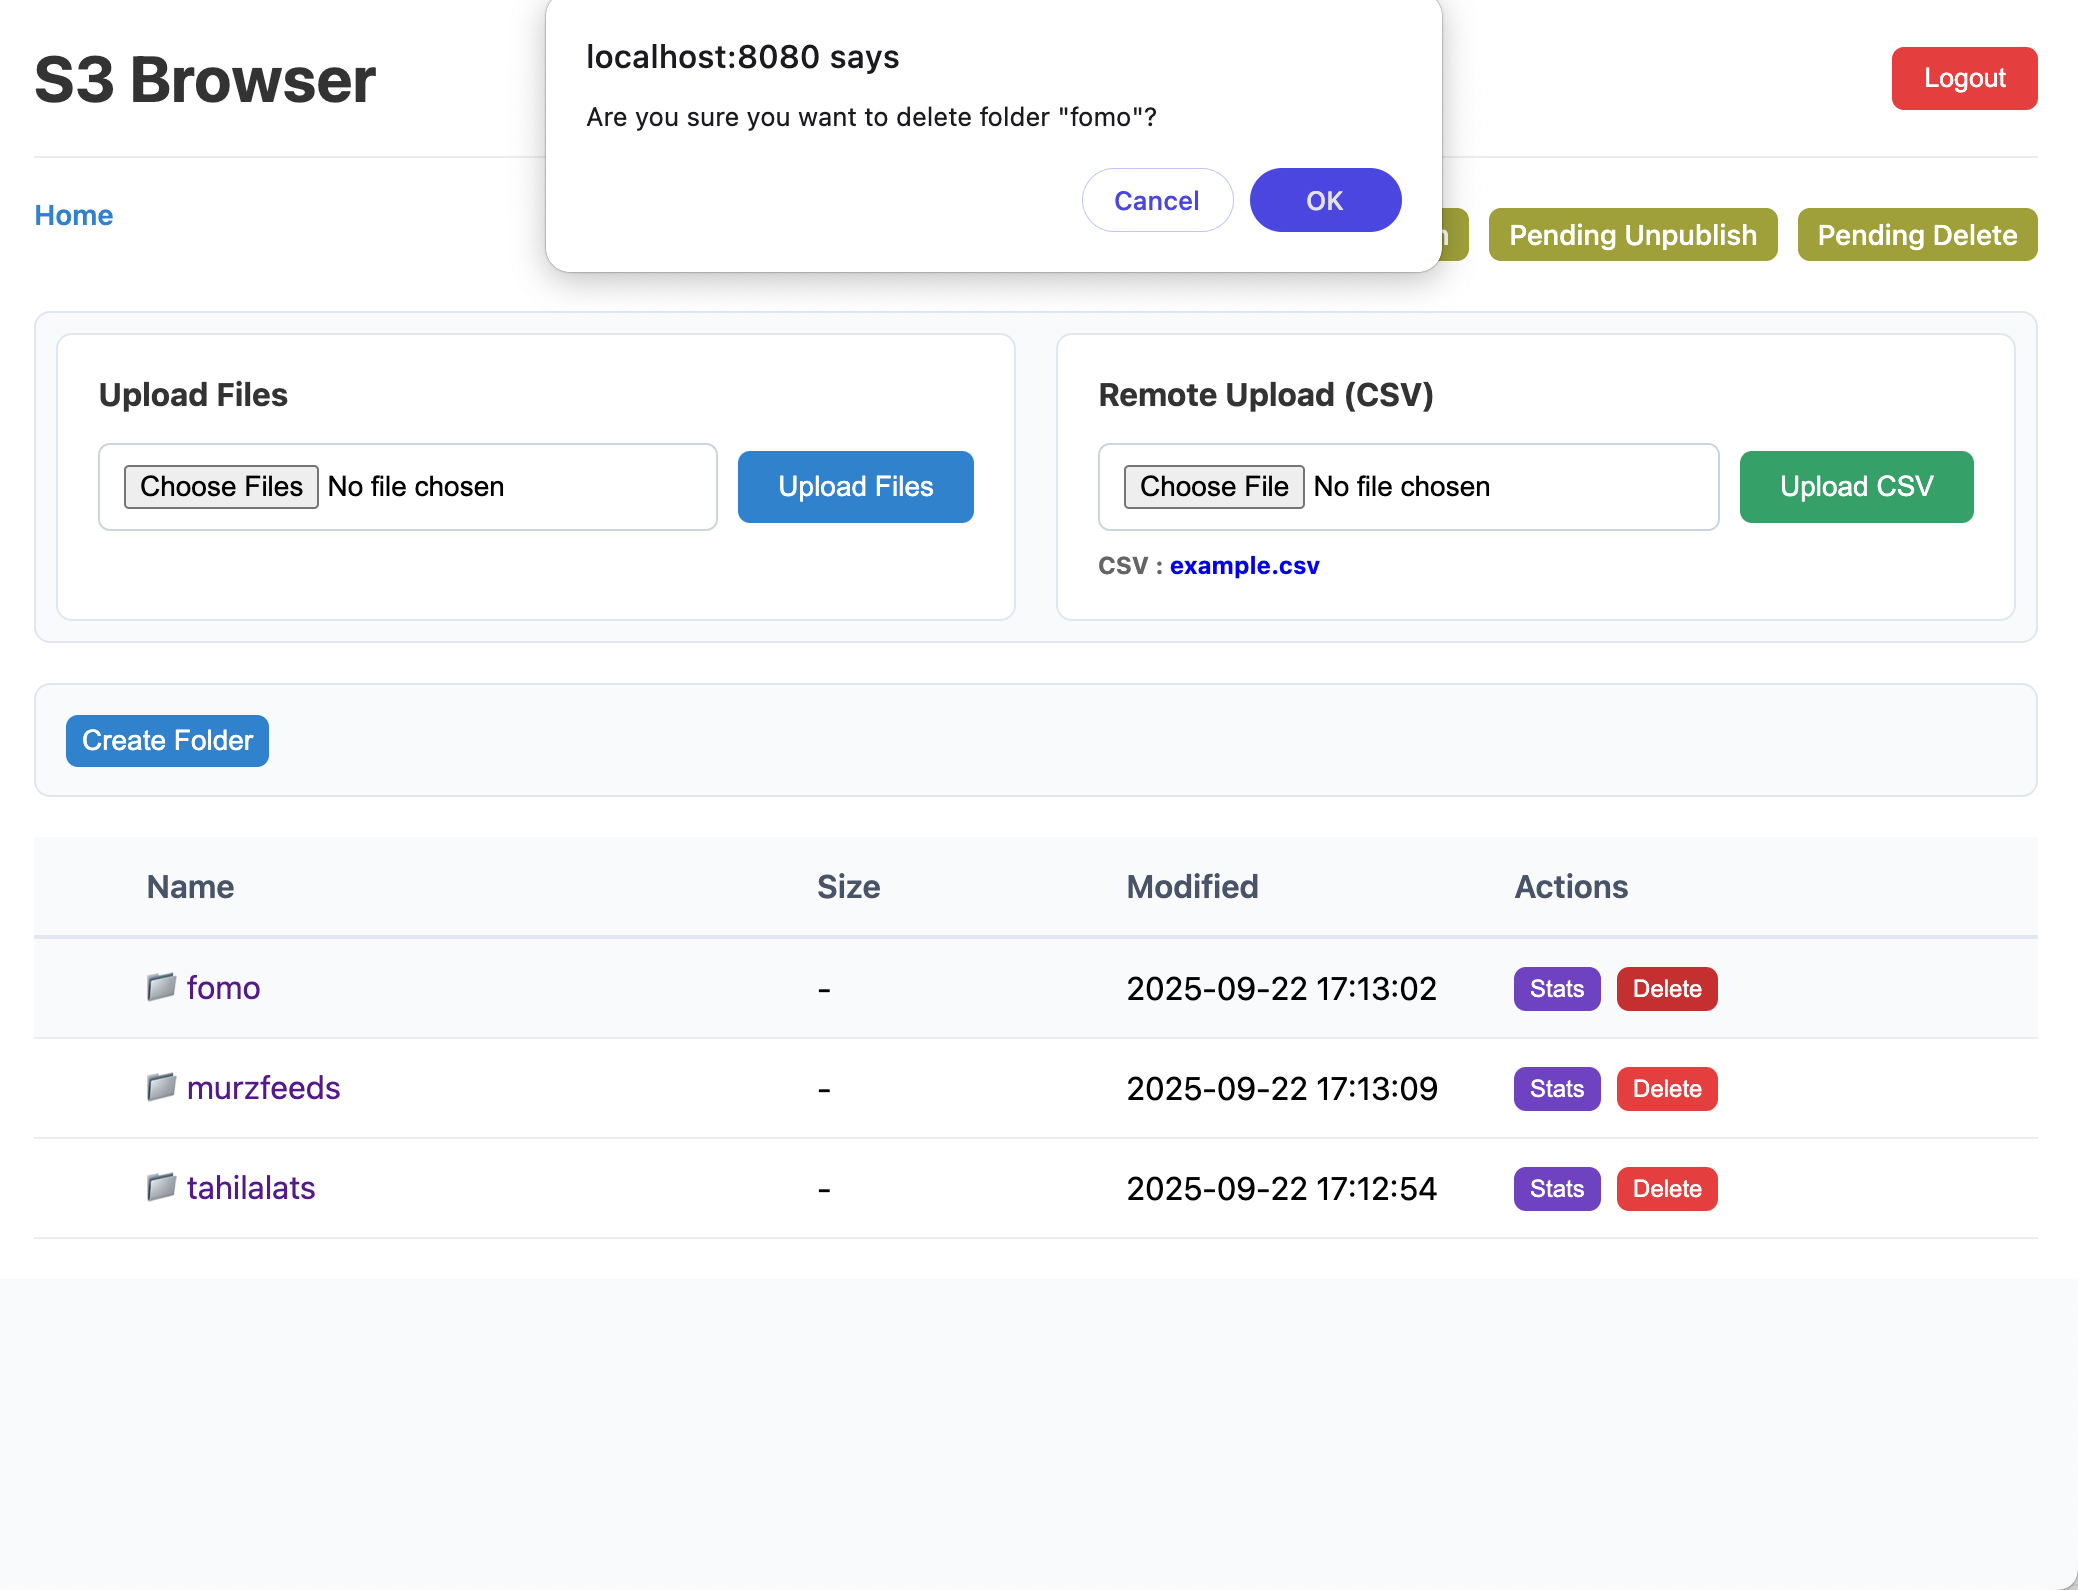 S3 Browser
localhost:8080 says
Are you sure you want to delete folder "fomo"?
Cancel
OK
Logout
Home
Pending Unpublish
Pending Delete
Upload Files
Choose Files No file chosen
Upload Files
Remote Upload (CSV)
Choose File No file chosen
Upload CSV
CSV : example.csv
Create Folder
Name Size Modified Actions
fomo - 2025-09-22 17:13:02 Stats Delete
murzfeeds - 2025-09-22 17:13:09 Stats Delete
tahilalats - 2025-09-22 17:12:54 Stats Delete